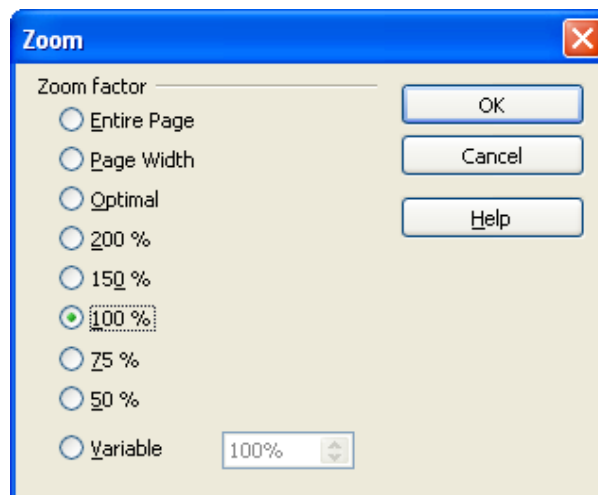 Zoom
Zoom factor
Entire Page
Page Width
Optimal
200 %
150 %
100 %
75 %
50 %
Variable
100%
OK
Cancel
Help